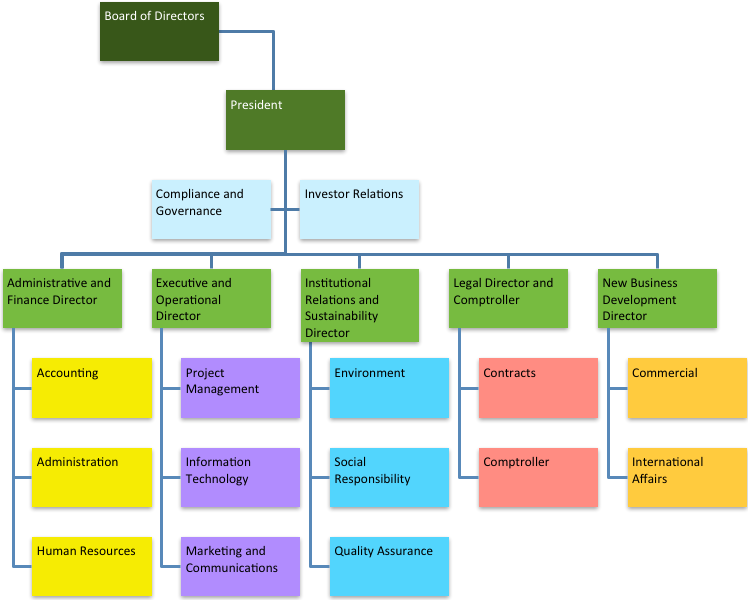 Board of Directors
President
Compliance and
Governance
Investor Relations
Administrative and
Finance Director
Executive and
Operational
Director
Institutional
Relations and
Sustainability
Director
Legal Director and
Comptroller
New Business
Development
Director
Accounting
Project
Management
Environment
Contracts
Commercial
Administration
Information
Technology
Social
Responsibility
Comptroller
International
Affairs
Human Resources
Marketing and
Communications
Quality Assurance